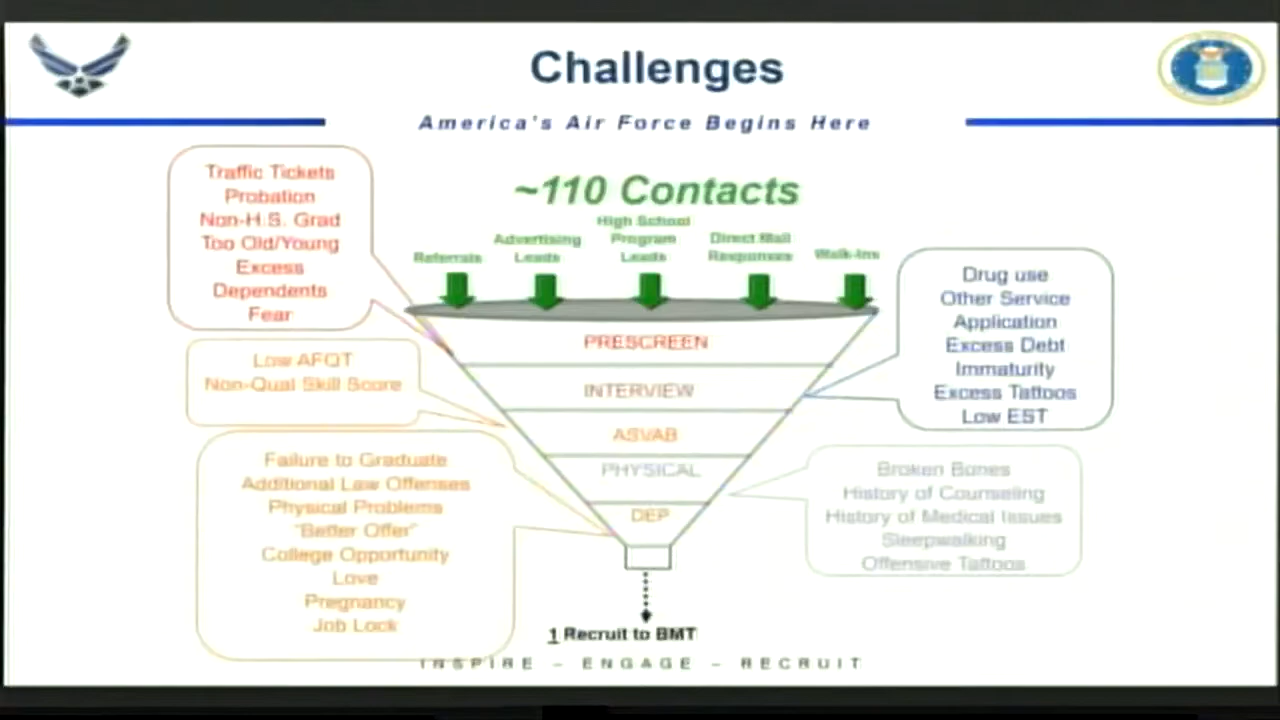 Challenges
America's Air Force Begins Here
Traffic Tickets
Probation
Non-H.S. Grad
Too Old/Young
Excess
Dependents
Fear
~110 Contacts
Referrals
Advertising
Leads
High School
Program
Leads
Direct Mail
Responses
Walk-Ins
PRESCREEN
INTERVIEW
ASVAB
PHYSICAL
DEP
Drug use
Other Service
Application
Excess Debt
Immaturity
Excess Tattoos
Low EST
Low AFQT
Non-Qual Skill Score
Failure to Graduate
Additional Law Offenses
Physical Problems
"Better Offer"
College Opportunity
Love
Pregnancy
Job Lock
Broken Bones
History of Counseling
History of Medical Issues
Sleepwalking
Offensive Tattoos
1 Recruit to BMT
INSPIRE - ENGAGE - RECRUIT